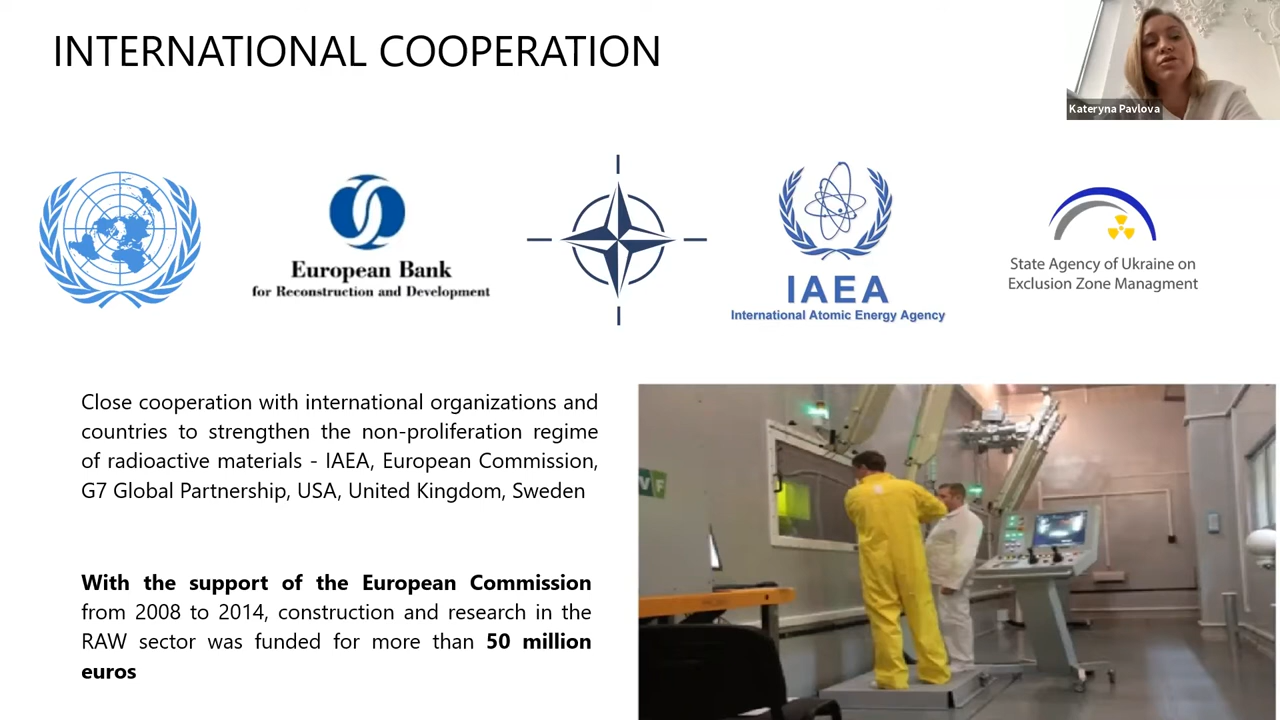 INTERNATIONAL COOPERATION
Kateryna Pavlova
European Bank
for Reconstruction and Development
IAEA
International Atomic Energy Agency
State Agency of Ukraine on
Exclusion Zone Managment
Close cooperation with international organizations and
countries to strengthen the non-proliferation regime
of radioactive materials - IAEA, European Commission,
G7 Global Partnership, USA, United Kingdom, Sweden
With the support of the European Commission
from 2008 to 2014, construction and research in the
RAW sector was funded for more than 50 million
euros